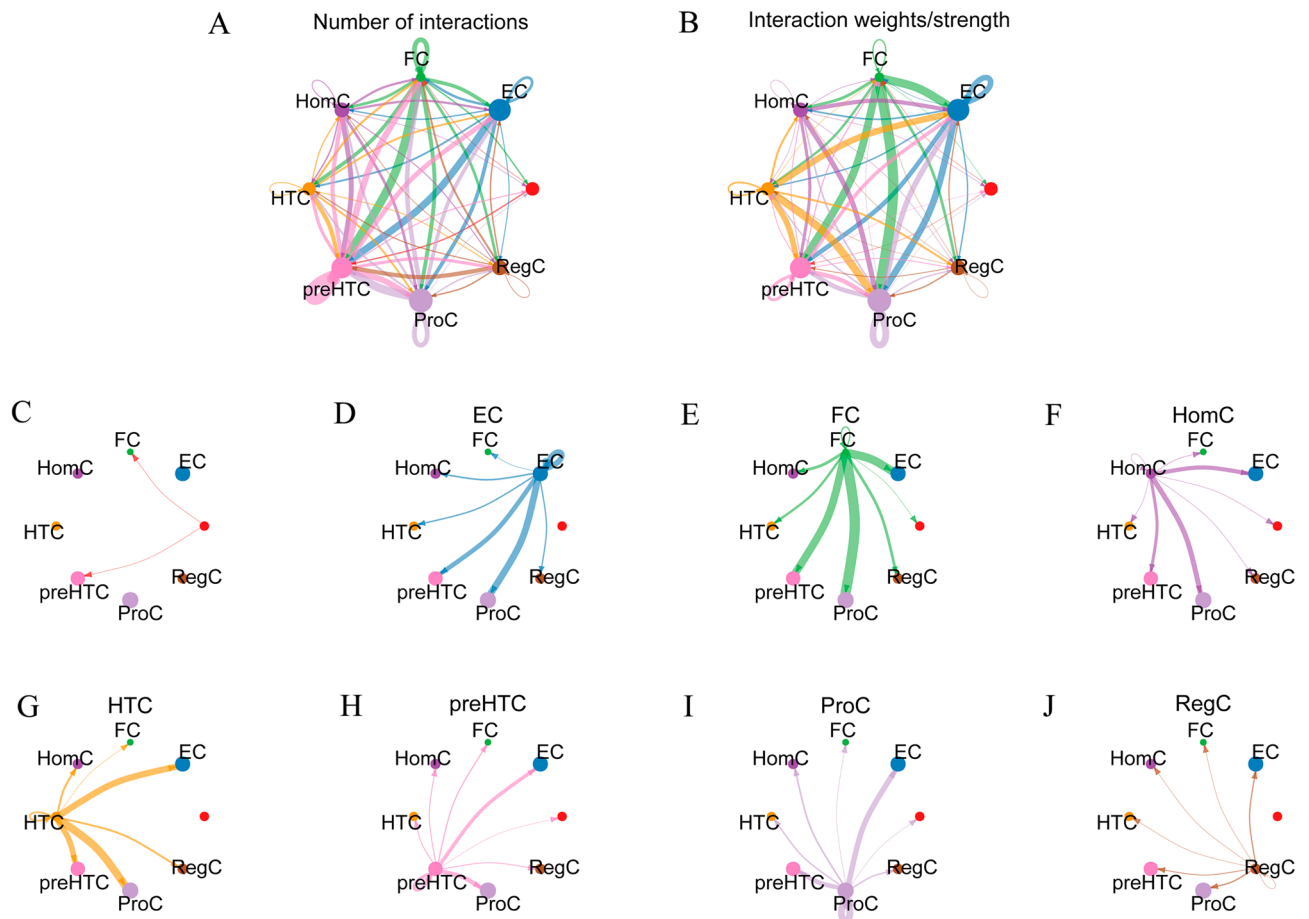 A Number of interactions
FC
EC
HomC
HTC
preHTC
RegC
ProC
B Interaction weights/strength
FC
EC
HomC
HTC
preHTC
RegC
ProC
C
FC
EC
HomC
HTC
preHTC
RegC
ProC
D EC
FC
EC
HomC
HTC
preHTC
RegC
ProC
E FC
FC
EC
HomC
HTC
preHTC
RegC
ProC
F HomC
FC
EC
HomC
HTC
preHTC
RegC
ProC
G HTC
FC
EC
HomC
HTC
preHTC
RegC
ProC
H preHTC
FC
EC
HomC
HTC
preHTC
RegC
ProC
I ProC
FC
EC
HomC
HTC
preHTC
RegC
ProC
J RegC
FC
EC
HomC
HTC
preHTC
RegC
ProC